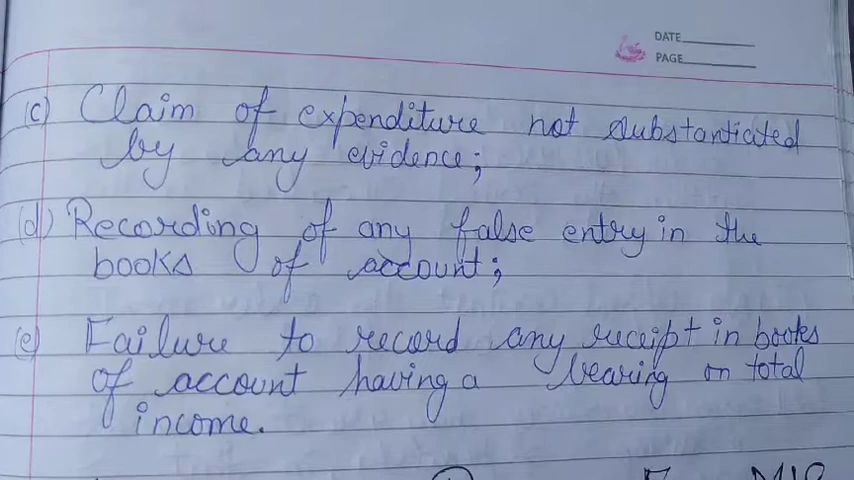 DATE
PAGE
(c) Claim of expenditure not substantiated
by any evidence;
(d) Recording of any false entry in the
books of account;
(e) Failure to record any receipt in books
of account having a bearing on total
income.